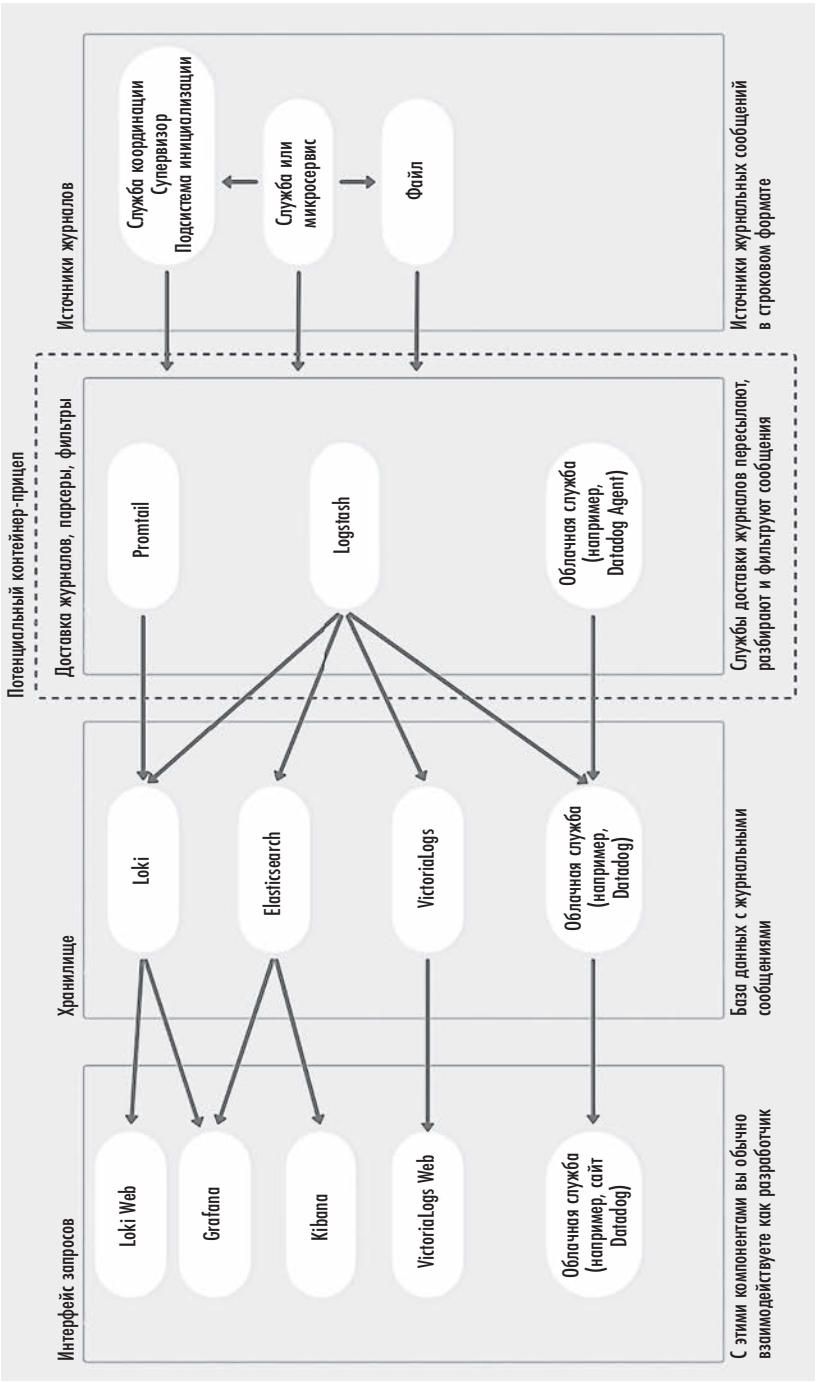 Потенциальный контейнер-прицеп
Интерфейс запросов
Loki Web
Grafana
Kibana
VictoriaLogs Web
Облачная служба
(например, сайт
Datadog)
С этими компонентами вы обычно
взаимодействуете как разработчик
Хранилище
Loki
Elasticsearch
VictoriaLogs
Облачная служба
(например,
Datadog)
База данных с журнальными
сообщениями
Доставка журналов, парсеры, фильтры
Promtail
Logstash
Облачная служба
(например,
Datadog Agent)
Службы доставки журналов пересылают,
разбирают и фильтруют сообщения
Источники журналов
Служба координации
Супервизор
Подсистема инициализации
Служба или
микросервис
Файл
Источники журнальных сообщений
в строковом формате